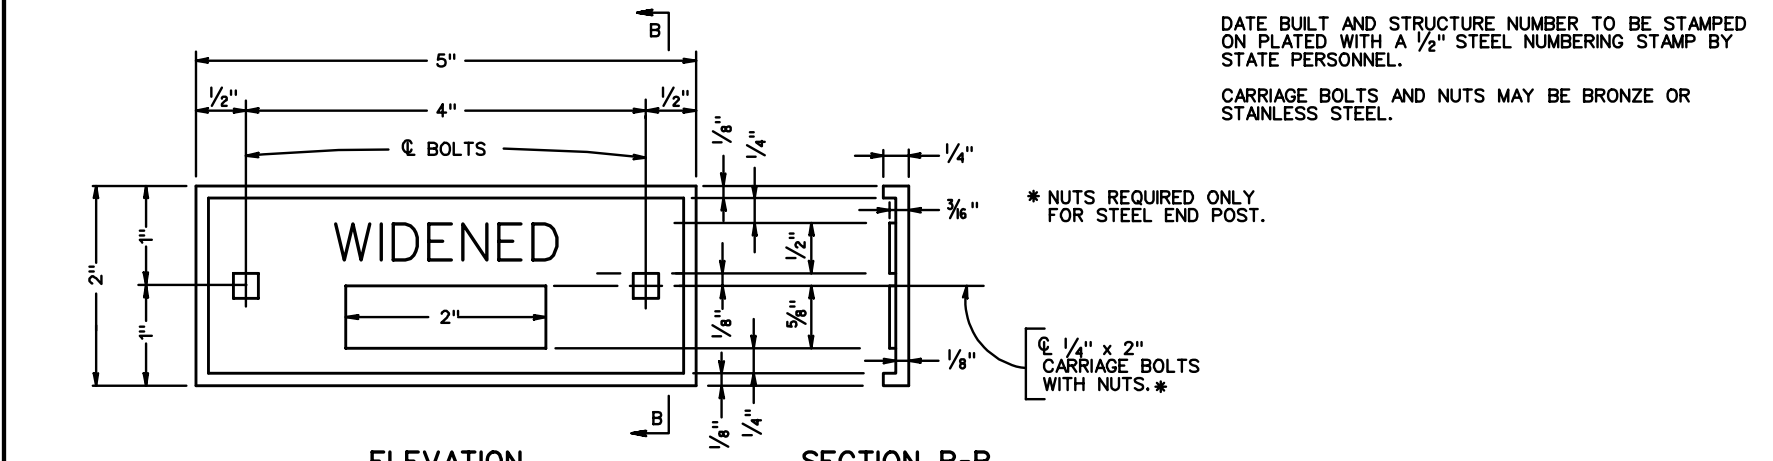 B
5"
1/2" 4" 1/2"
℄ BOLTS
1/8"
1/4"
1/4"
3/16"
WIDENED
1"
2"
1"
2"
1/2"
1/8"
5/8"
1/8"
1/8"
1/4"
B
ELEVATION
SECTION B-B
DATE BUILT AND STRUCTURE NUMBER TO BE STAMPED
ON PLATED WITH A 1/2" STEEL NUMBERING STAMP BY
STATE PERSONNEL.
CARRIAGE BOLTS AND NUTS MAY BE BRONZE OR
STAINLESS STEEL.
* NUTS REQUIRED ONLY
FOR STEEL END POST.
℄ 1/4" x 2"
CARRIAGE BOLTS
WITH NUTS. *